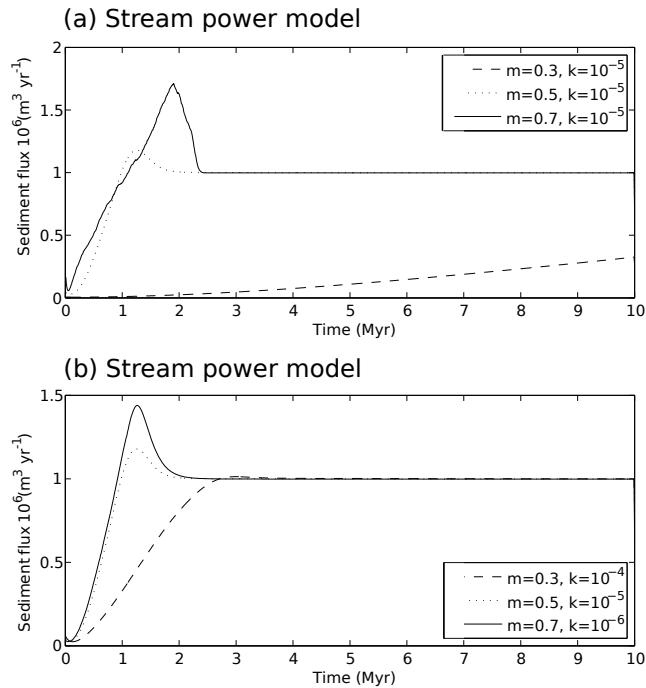 (a) Stream power model
Sediment flux 10⁶(m³ yr⁻¹)
2
1.5
1
0.5
0
m=0.3, k=10⁻⁵
m=0.5, k=10⁻⁵
m=0.7, k=10⁻⁵
0 1 2 3 4 5 6 7 8 9 10
Time (Myr)
(b) Stream power model
Sediment flux 10⁶(m³ yr⁻¹)
1.5
1
0.5
0
m=0.3, k=10⁻⁴
m=0.5, k=10⁻⁵
m=0.7, k=10⁻⁶
0 1 2 3 4 5 6 7 8 9 10
Time (Myr)